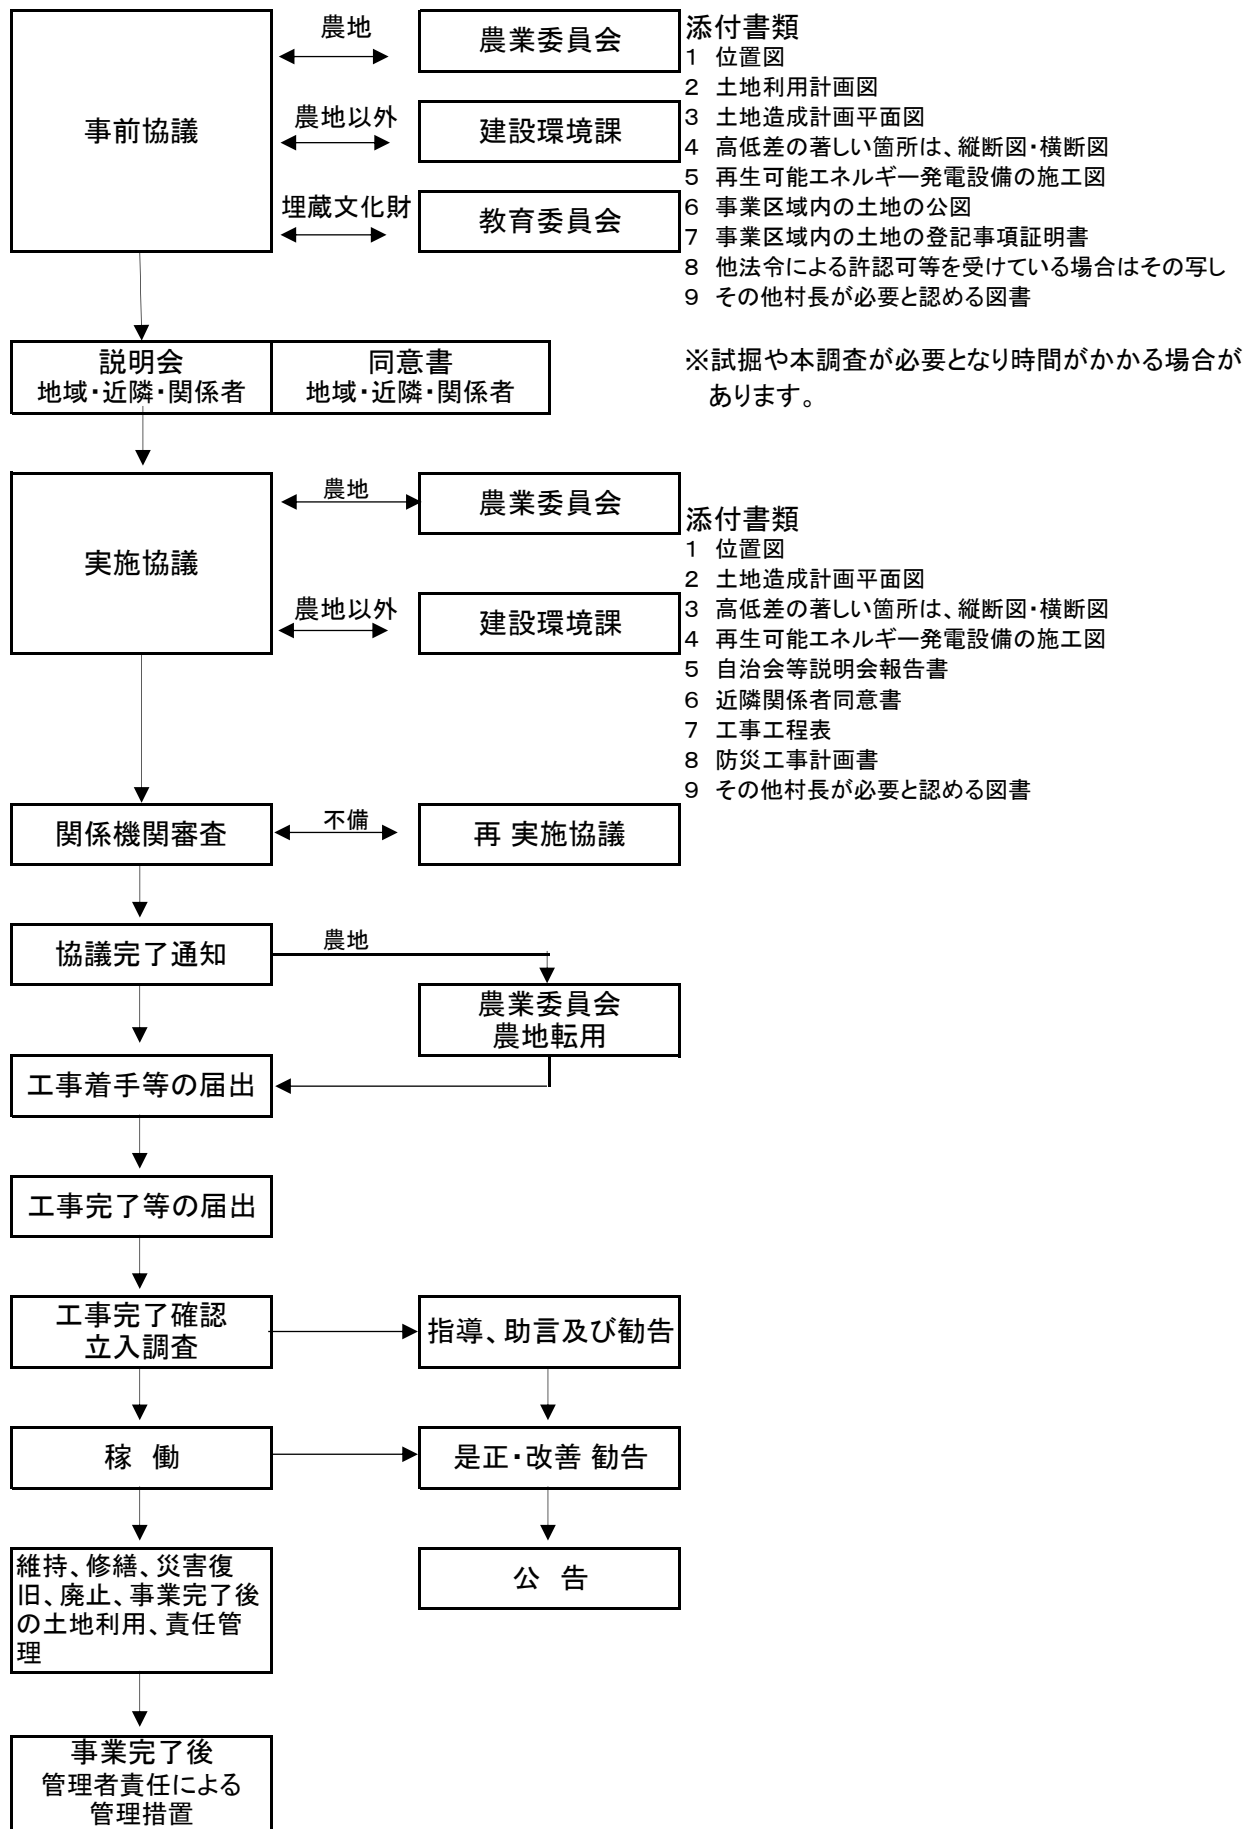 農地
農業委員会
事前協議
農地以外
建設環境課
埋蔵文化財
教育委員会
添付書類
1 位置図
2 土地利用計画図
3 土地造成計画平面図
4 高低差の著しい箇所は、縦断図・横断図
5 再生可能エネルギー発電設備の施工図
6 事業区域内の土地の公図
7 事業区域内の土地の登記事項証明書
8 他法令による許認可等を受けている場合はその写し
9 その他村長が必要と認める図書
説明会
地域・近隣・関係者
同意書
地域・近隣・関係者
※試掘や本調査が必要となり時間がかかる場合が
あります。
実施協議
農地
農業委員会
農地以外
建設環境課
添付書類
1 位置図
2 土地造成計画平面図
3 高低差の著しい箇所は、縦断図・横断図
4 再生可能エネルギー発電設備の施工図
5 自治会等説明会報告書
6 近隣関係者同意書
7 工事工程表
8 防災工事計画書
9 その他村長が必要と認める図書
関係機関審査
不備
再 実施協議
協議完了通知
農地
農業委員会
農地転用
工事着手等の届出
工事完了等の届出
工事完了確認
立入調査
指導、助言及び勧告
稼 働
是正・改善 勧告
維持、修繕、災害復
旧、廃止、事業完了後
の土地利用、責任管
理
公 告
事業完了後
管理者責任による
管理措置